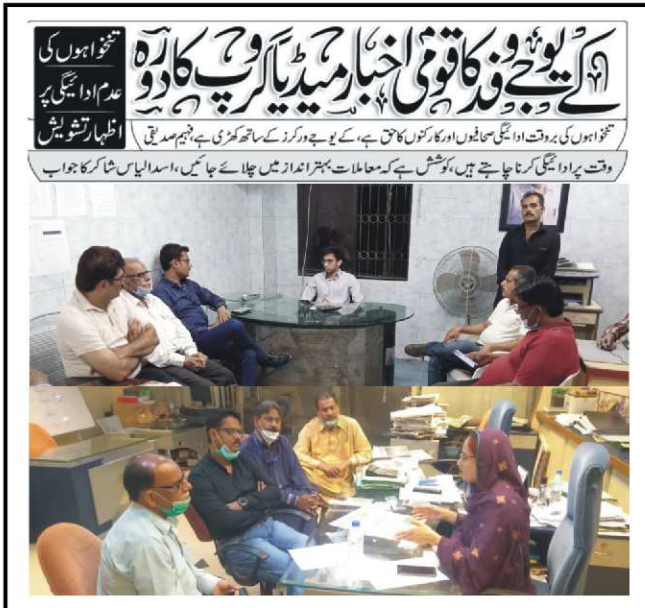 کے یو جے وفد کا قومی اخبار میڈیا گروپ کا دورہ
تنخواہوں کی
عدم ادائیگی پر
اظہار تشویش
تنخواہوں کی بروقت ادائیگی صحافیوں اور کارکنوں کا حق ہے، کے یو جے ورکرز کے ساتھ کھڑی ہے، فہیم صدیقی
وقت پر ادائیگی کرنا چاہتے ہیں، کوشش ہے کہ معاملات بہتر انداز میں چلائے جائیں، اسد الیاس شاکر کا جواب